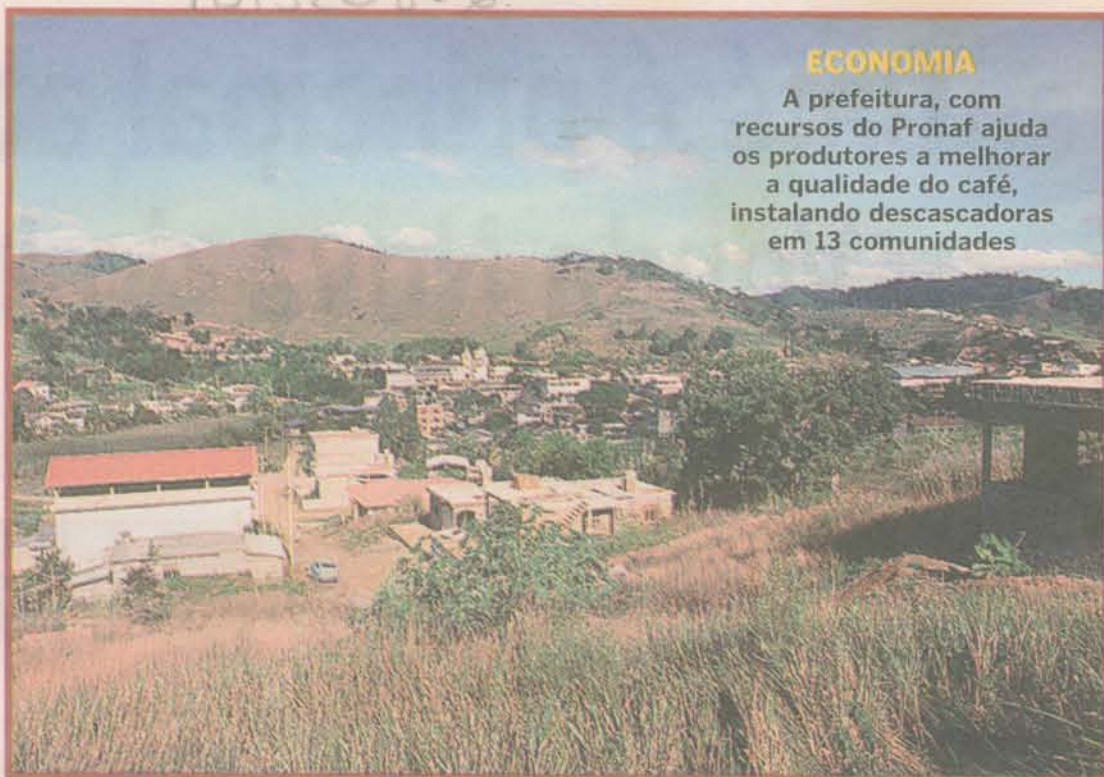 ECONOMIA
A prefeitura, com
recursos do Pronaf ajuda
os produtores a melhorar
a qualidade do café,
instalando descascadoras
em 13 comunidades